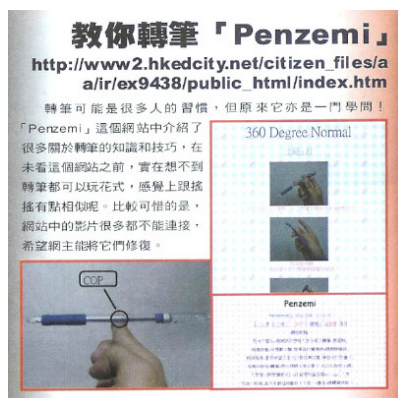 教你轉筆「Penzemi」
http://www2.hkedcity.net/citizen_files/a
a/ir/ex9438/public_html/index.htm
轉筆可能是很多人的習慣，但原來它亦是一門學問！
「Penzemi」這個網站中介紹了
很多關於轉筆的知識和技巧，在
未看這個網站之前，實在想不到
轉筆都可以玩花式，感覺上跟搖
搖有點相似呢。比較可惜的是，
網站中的影片很多都不能連接，
希望網主能將它們修復。
360 Degree Normal
COP
Penzemi